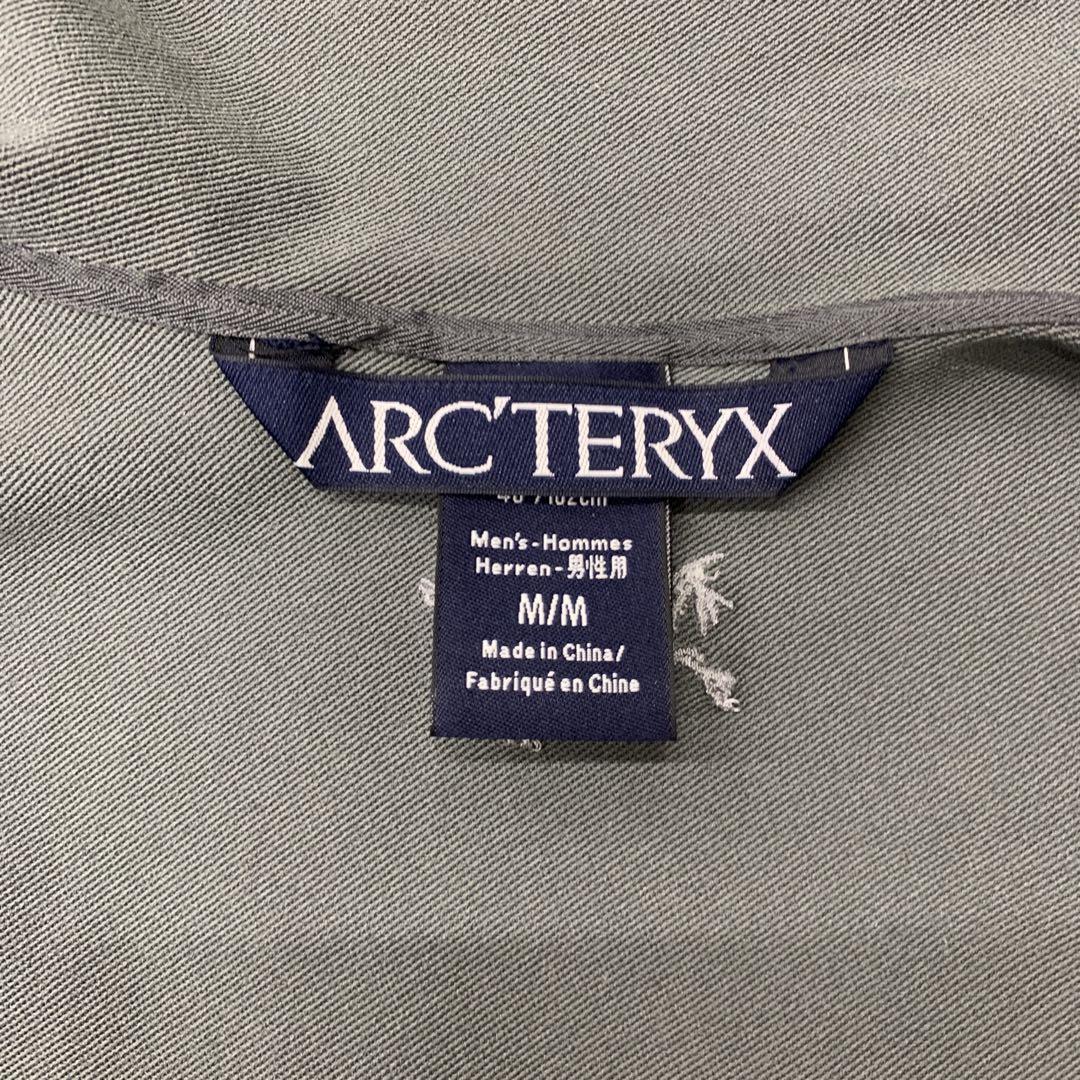 ARC'TERYX
Men's-Hommes
Herren-男性用
M/M
Made in China/
Fabriqué en Chine